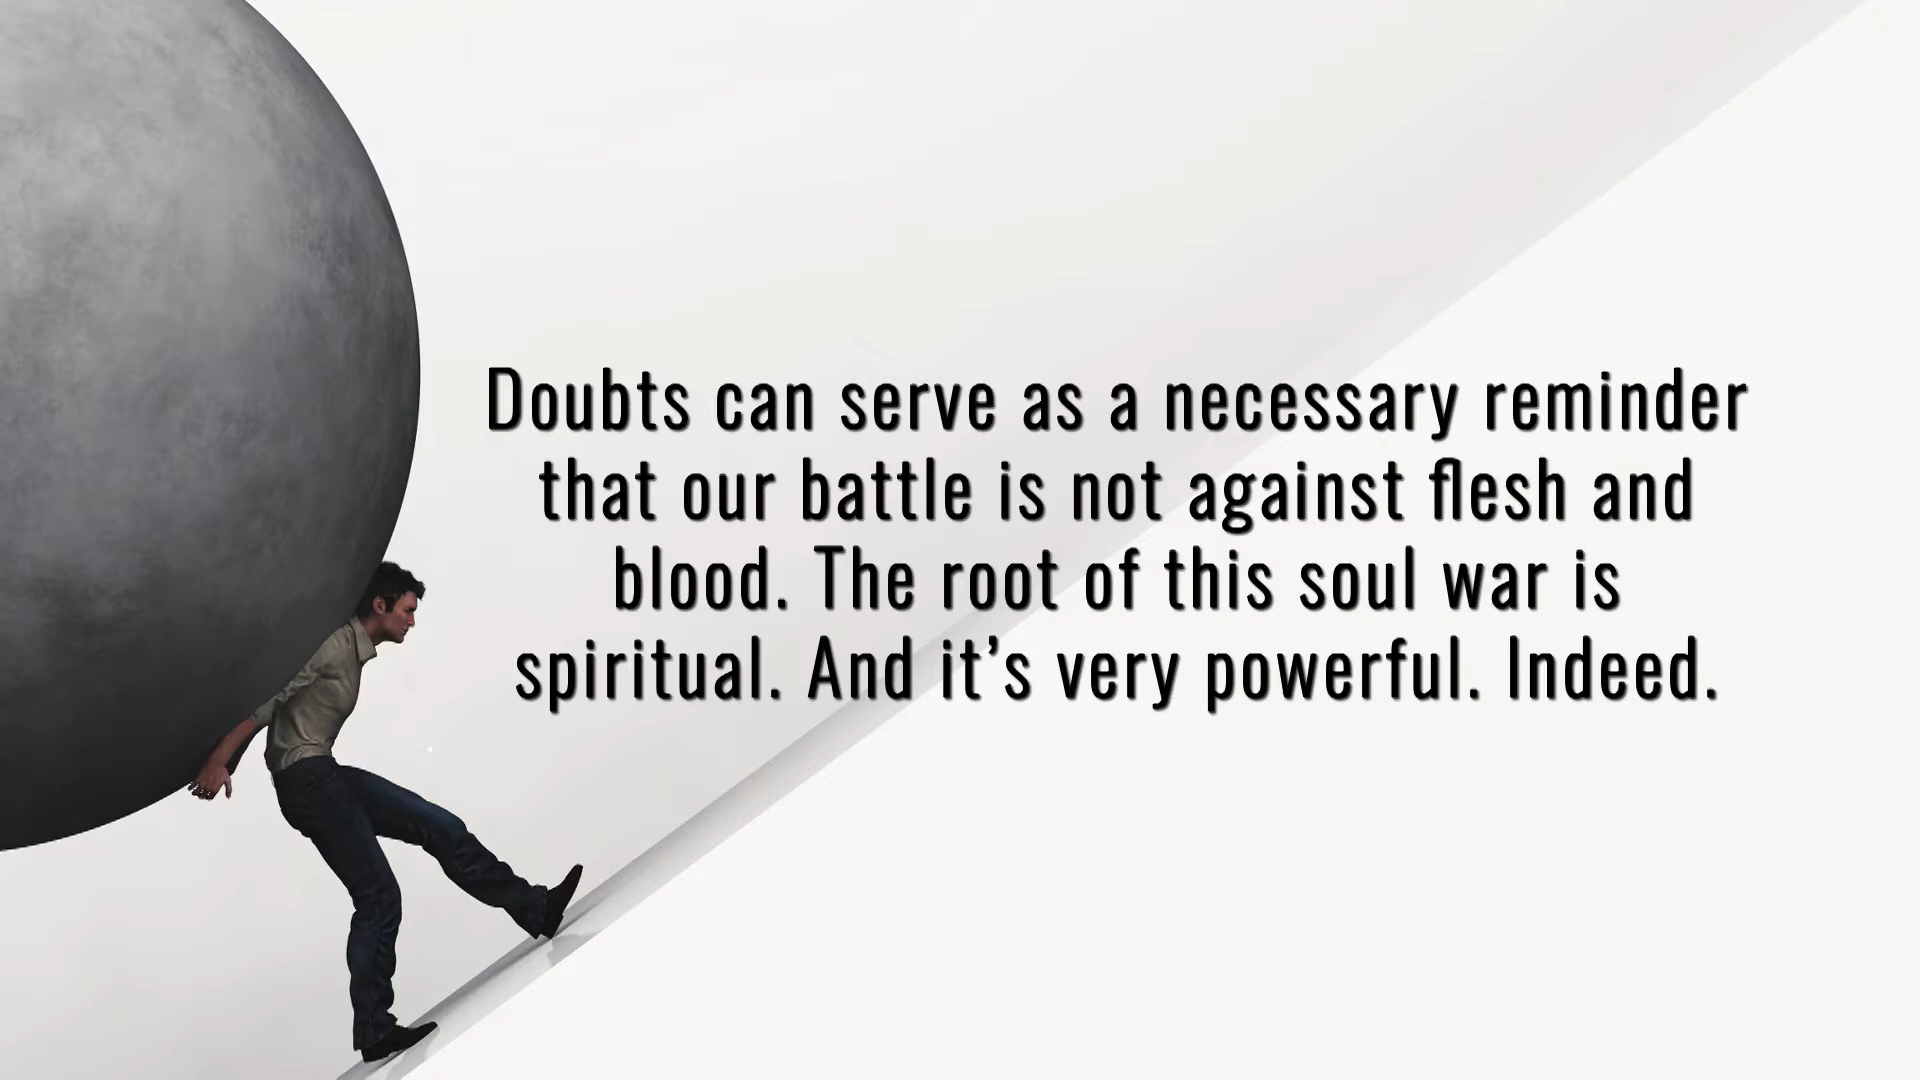 Doubts can serve as a necessary reminder
that our battle is not against flesh and
blood. The root of this soul war is
spiritual. And it’s very powerful. Indeed.